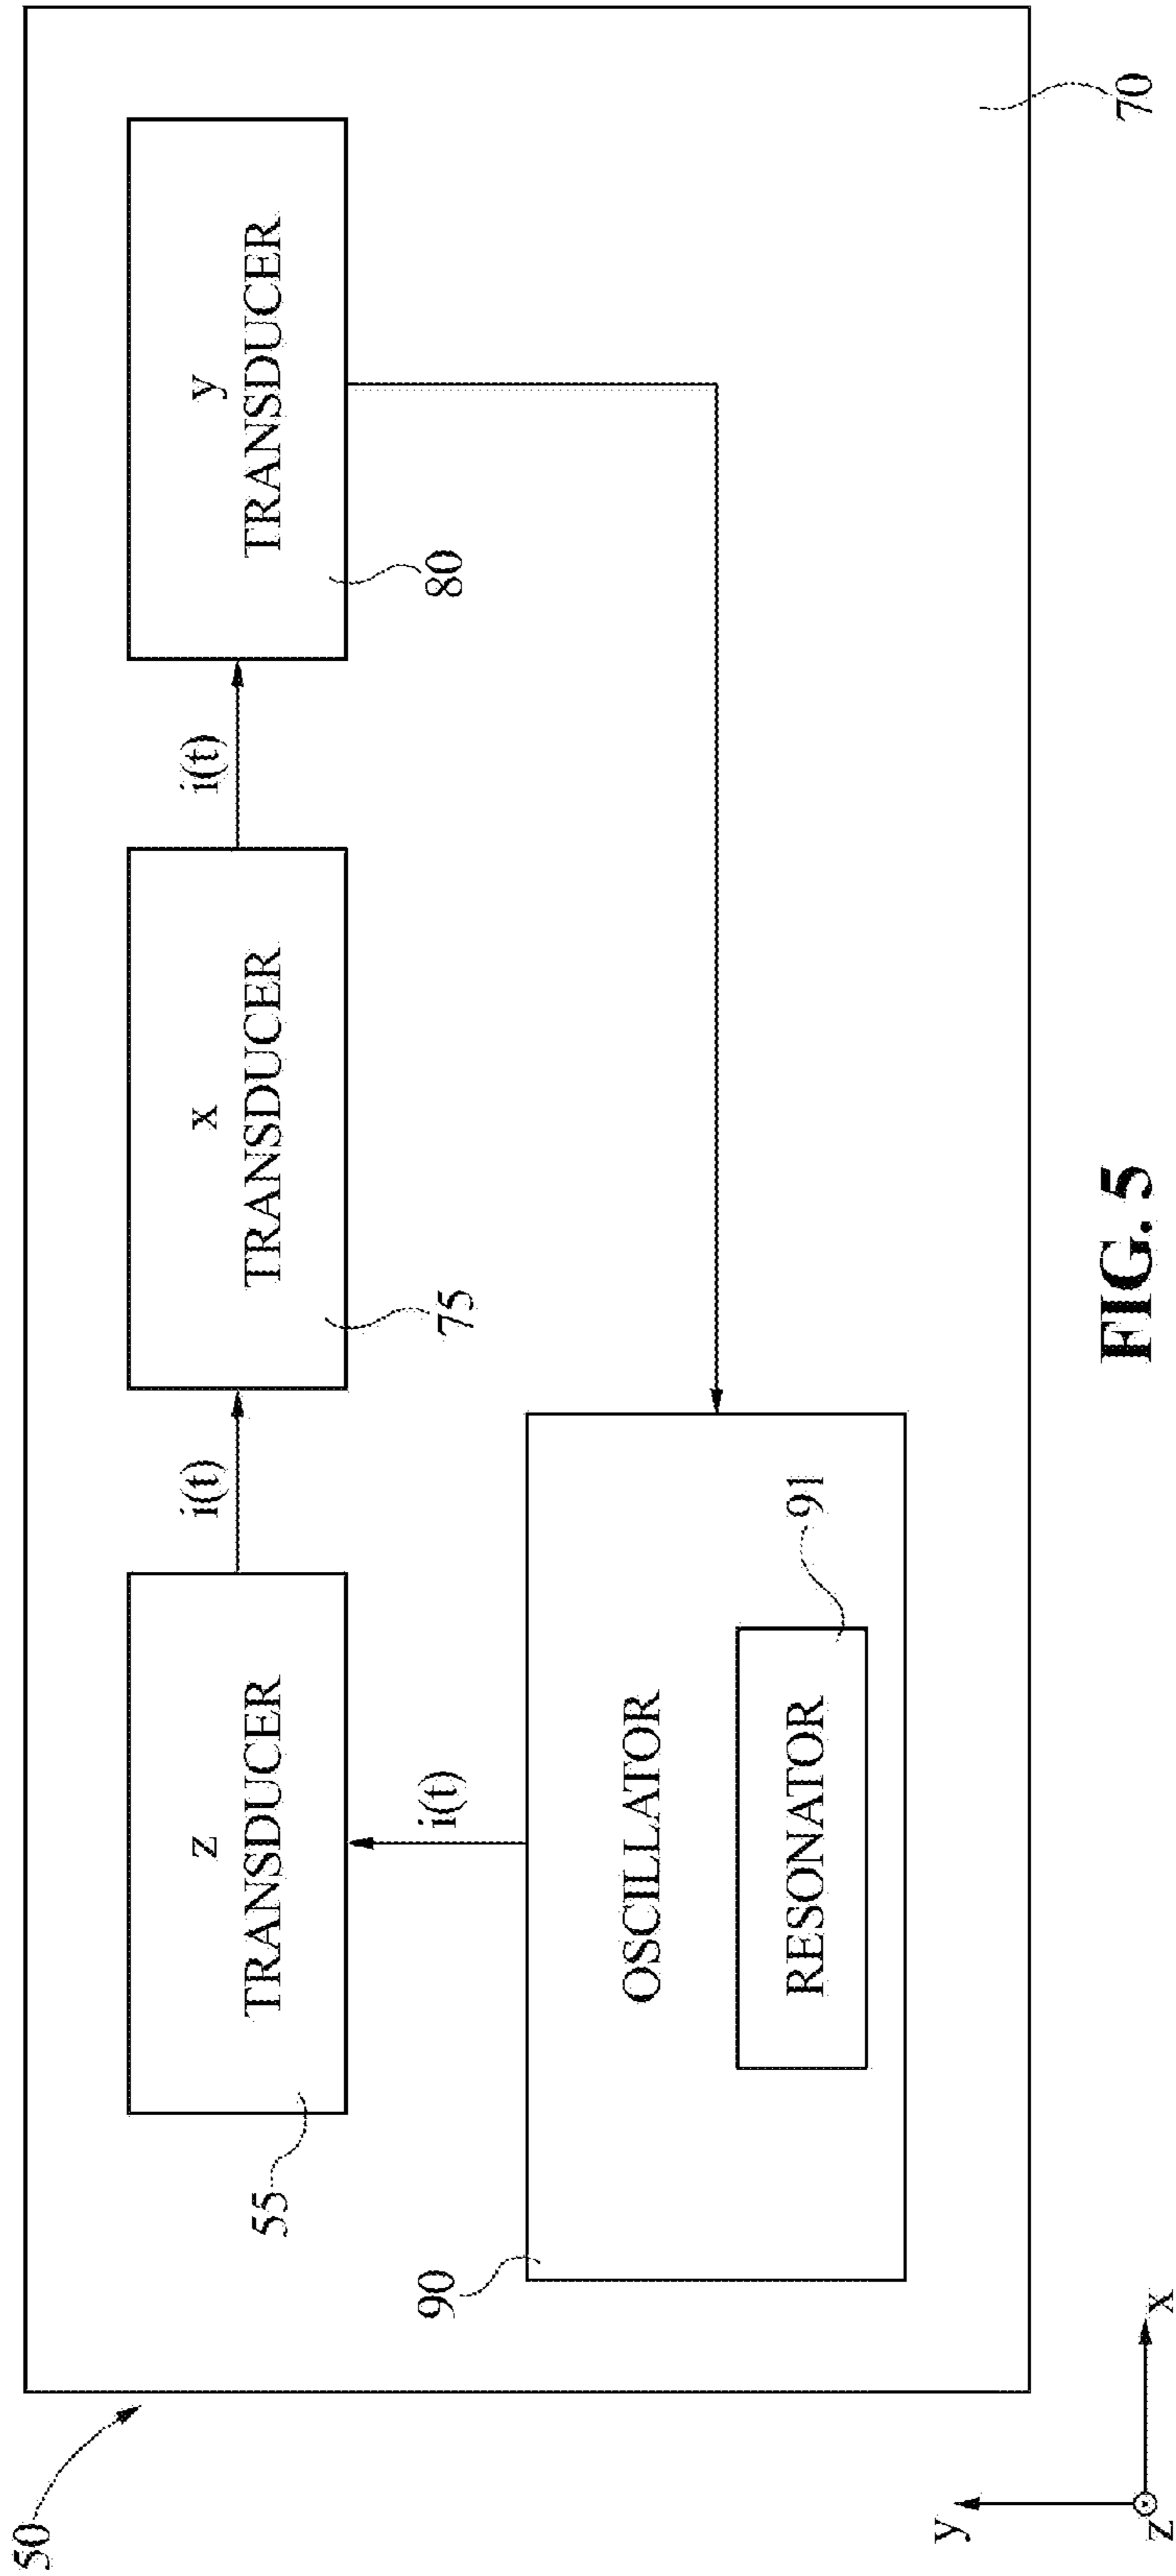 50
z
TRANSDUCER
55
i(t)
x
TRANSDUCER
75
i(t)
y
TRANSDUCER
80
i(t)
90
OSCILLATOR
RESONATOR
91
70
y
z
x
FIG. 5